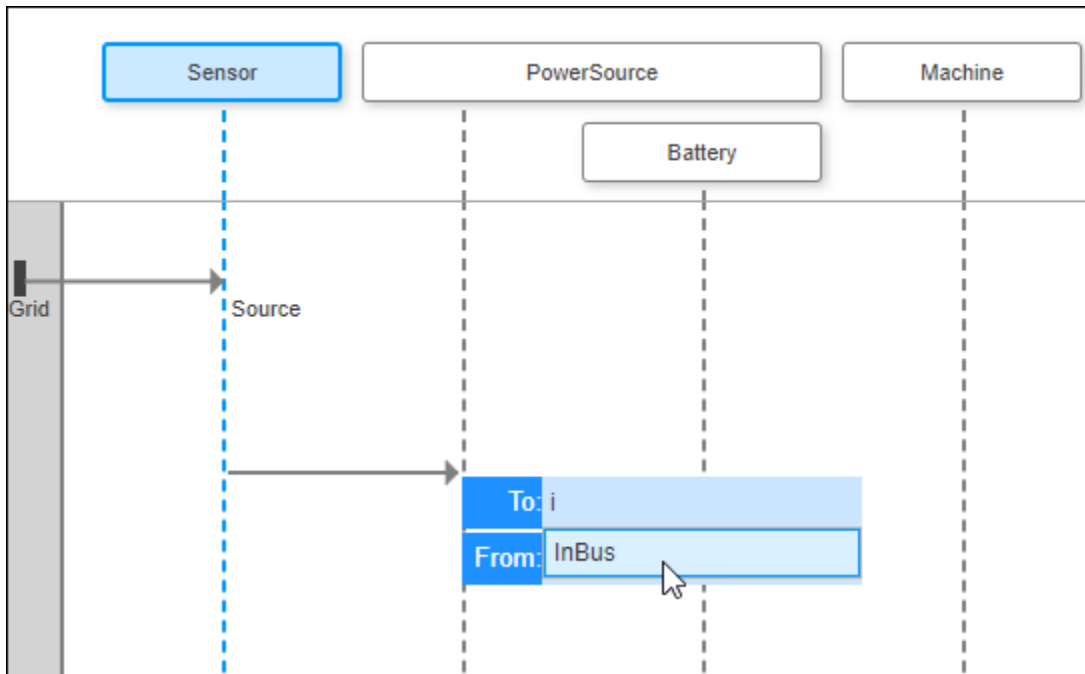 Sensor
PowerSource
Machine
Battery
Grid
Source
To: i
From: InBus